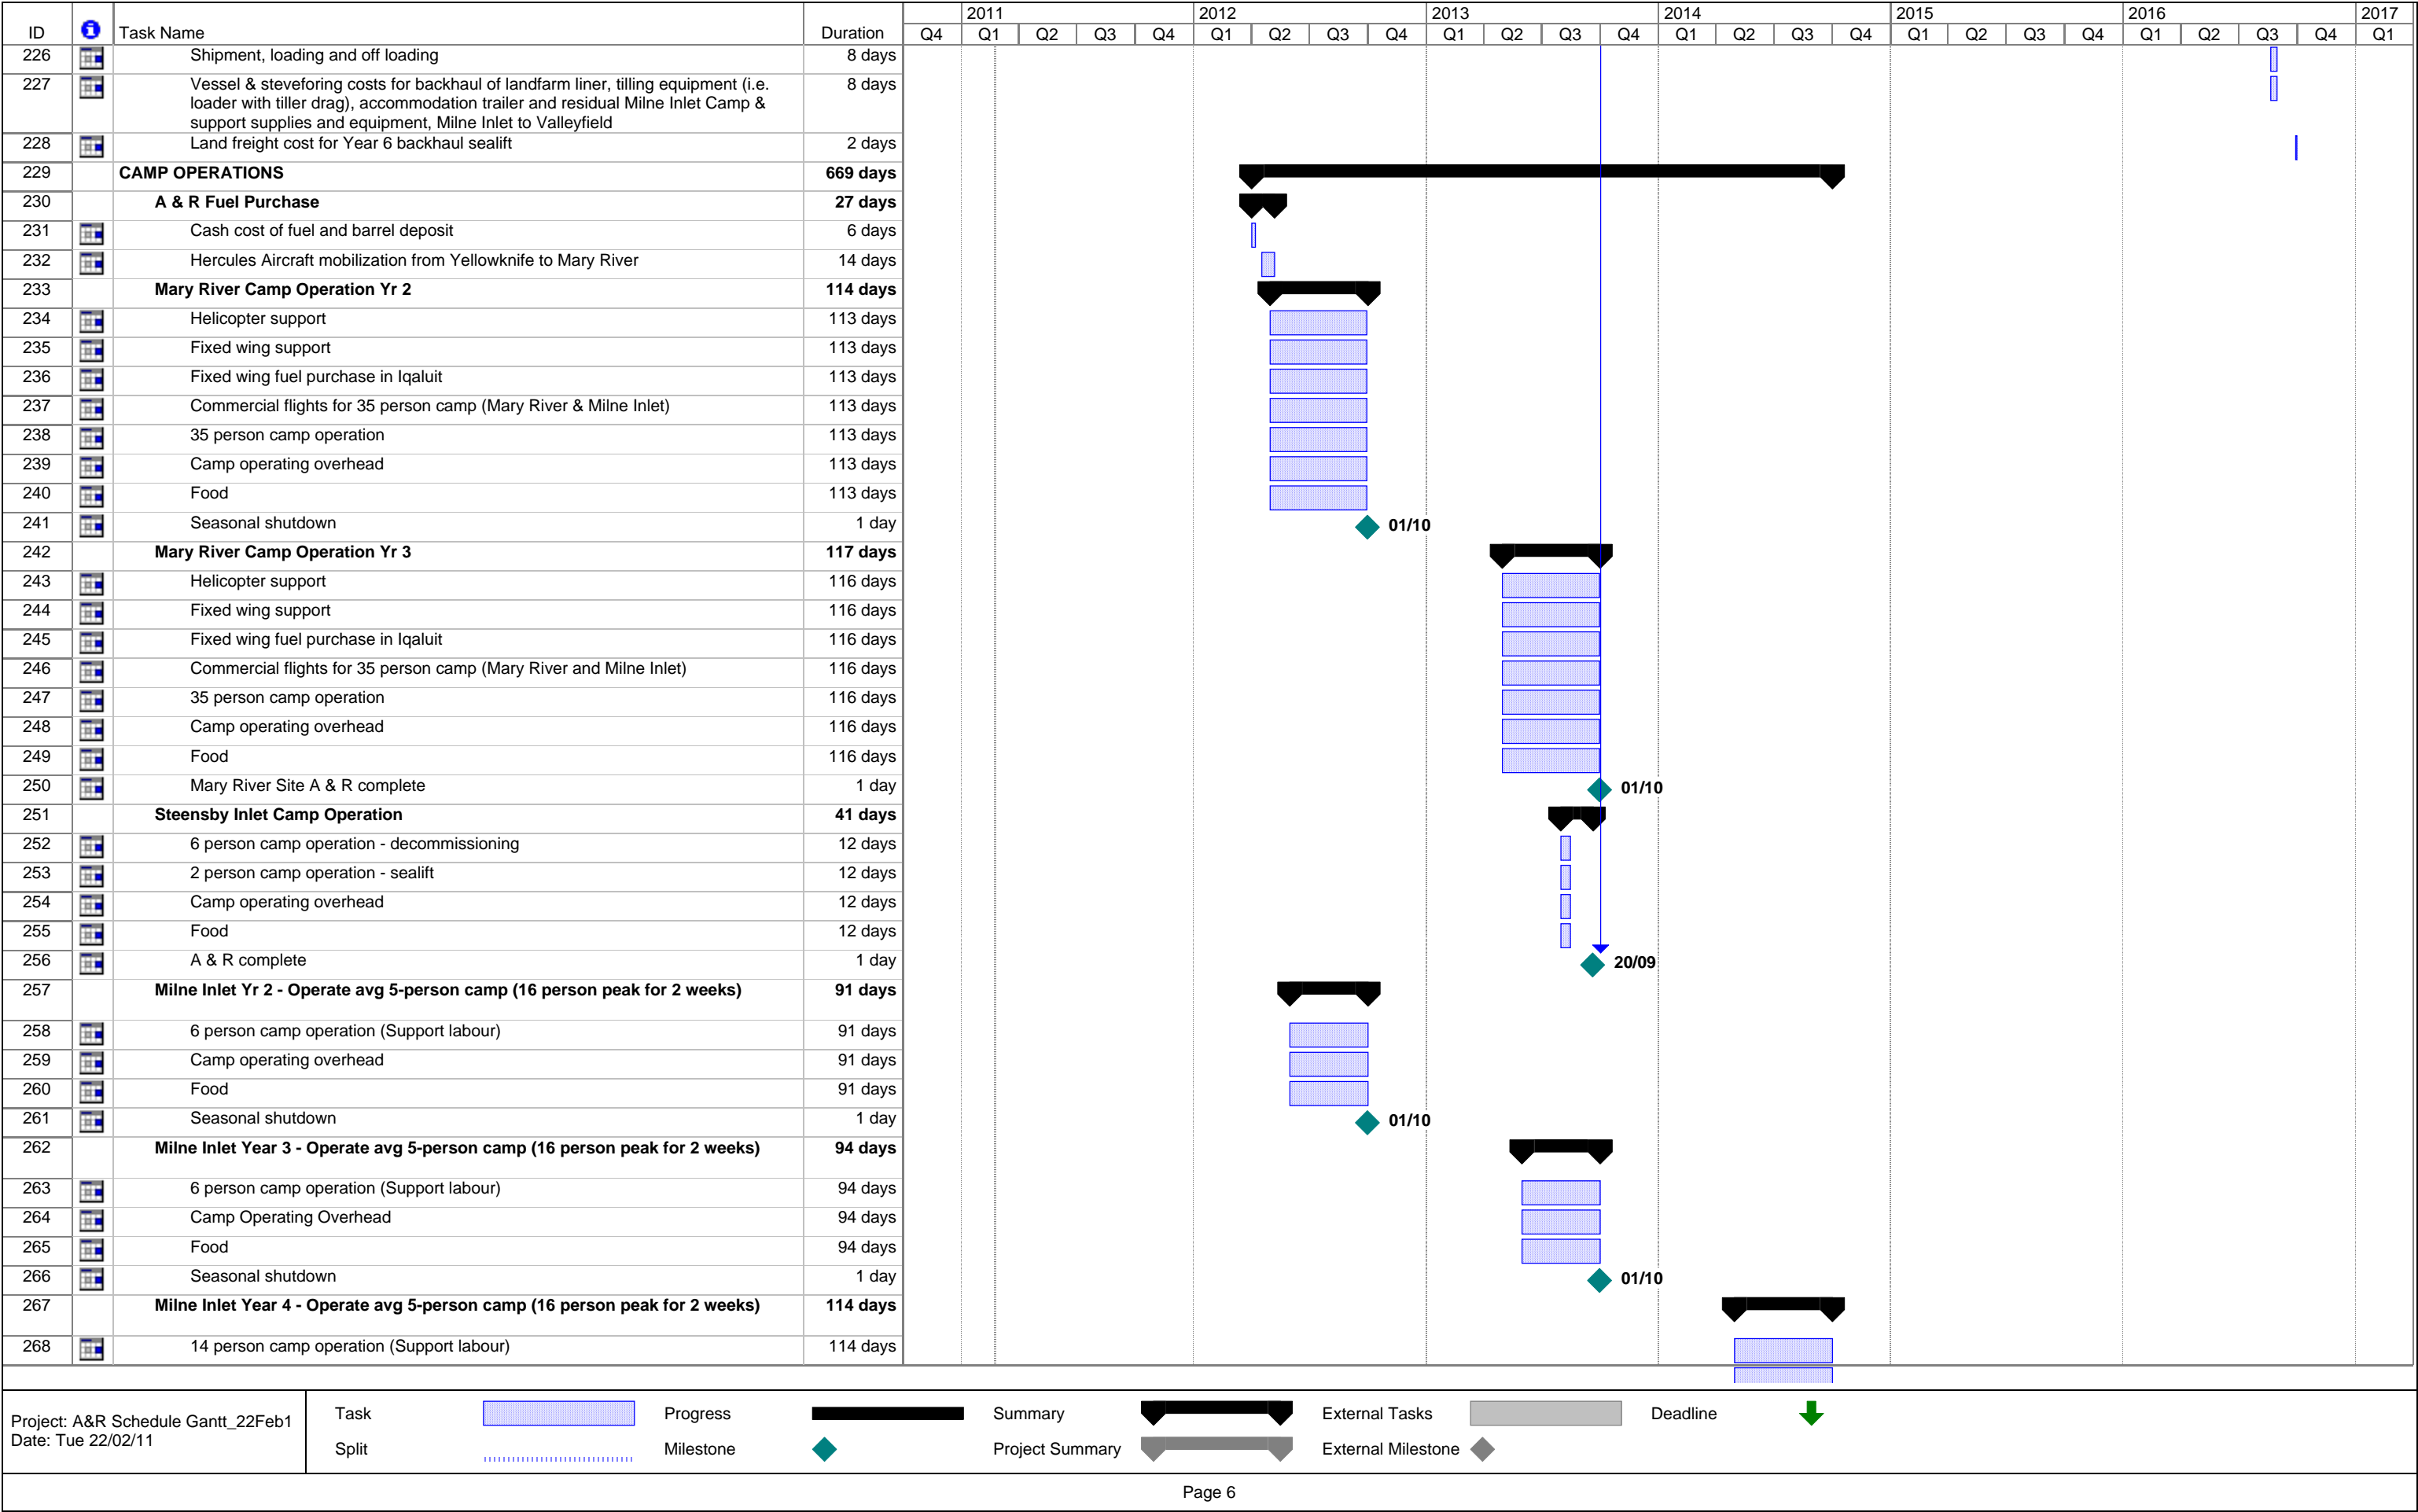 2011 2012 2013 2014 2015 2016 2017
ID Task Name Duration Q4 Q1 Q2 Q3 Q4 Q1 Q2 Q3 Q4 Q1 Q2 Q3 Q4 Q1 Q2 Q3 Q4 Q1 Q2 Q3 Q4 Q1 Q2 Q3 Q4 Q1
226 Shipment, loading and off loading 8 days
227 Vessel & steveforing costs for backhaul of landfarm liner, tilling equipment (i.e. 8 days
loader with tiller drag), accommodation trailer and residual Milne Inlet Camp &
support supplies and equipment, Milne Inlet to Valleyfield
228 Land freight cost for Year 6 backhaul sealift 2 days
229 CAMP OPERATIONS 669 days
230 A & R Fuel Purchase 27 days
231 Cash cost of fuel and barrel deposit 6 days
232 Hercules Aircraft mobilization from Yellowknife to Mary River 14 days
233 Mary River Camp Operation Yr 2 114 days
234 Helicopter support 113 days
235 Fixed wing support 113 days
236 Fixed wing fuel purchase in Iqaluit 113 days
237 Commercial flights for 35 person camp (Mary River & Milne Inlet) 113 days
238 35 person camp operation 113 days
239 Camp operating overhead 113 days
240 Food 113 days
241 Seasonal shutdown 1 day 01/10
242 Mary River Camp Operation Yr 3 117 days
243 Helicopter support 116 days
244 Fixed wing support 116 days
245 Fixed wing fuel purchase in Iqaluit 116 days
246 Commercial flights for 35 person camp (Mary River and Milne Inlet) 116 days
247 35 person camp operation 116 days
248 Camp operating overhead 116 days
249 Food 116 days
250 Mary River Site A & R complete 1 day 01/10
251 Steensby Inlet Camp Operation 41 days
252 6 person camp operation - decommissioning 12 days
253 2 person camp operation - sealift 12 days
254 Camp operating overhead 12 days
255 Food 12 days
256 A & R complete 1 day 20/09
257 Milne Inlet Yr 2 - Operate avg 5-person camp (16 person peak for 2 weeks) 91 days
258 6 person camp operation (Support labour) 91 days
259 Camp operating overhead 91 days
260 Food 91 days
261 Seasonal shutdown 1 day 01/10
262 Milne Inlet Year 3 - Operate avg 5-person camp (16 person peak for 2 weeks) 94 days
263 6 person camp operation (Support labour) 94 days
264 Camp Operating Overhead 94 days
265 Food 94 days
266 Seasonal shutdown 1 day 01/10
267 Milne Inlet Year 4 - Operate avg 5-person camp (16 person peak for 2 weeks) 114 days
268 14 person camp operation (Support labour) 114 days
Project: A&R Schedule Gantt_22Feb1
Date: Tue 22/02/11
Task Progress Summary External Tasks Deadline
Split Milestone Project Summary External Milestone
Page 6